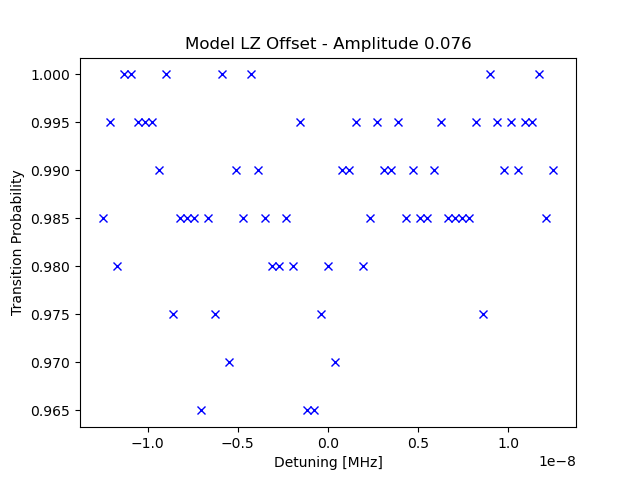 Model LZ Offset - Amplitude 0.076
1.000
0.995
0.990
0.985
0.980
0.975
0.970
0.965
Transition Probability
−1.0 −0.5 0.0 0.5 1.0
1e−8
Detuning [MHz]